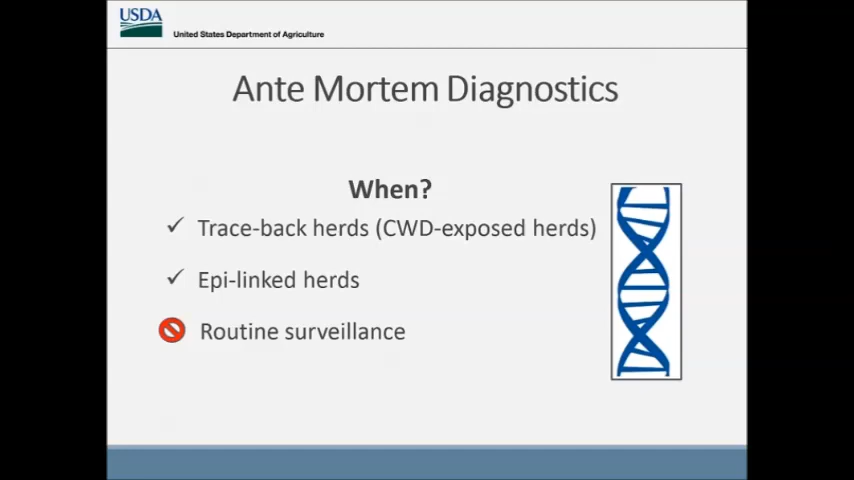 USDA
United States Department of Agriculture
Ante Mortem Diagnostics
When?
✓ Trace-back herds (CWD-exposed herds)
✓ Epi-linked herds
Routine surveillance